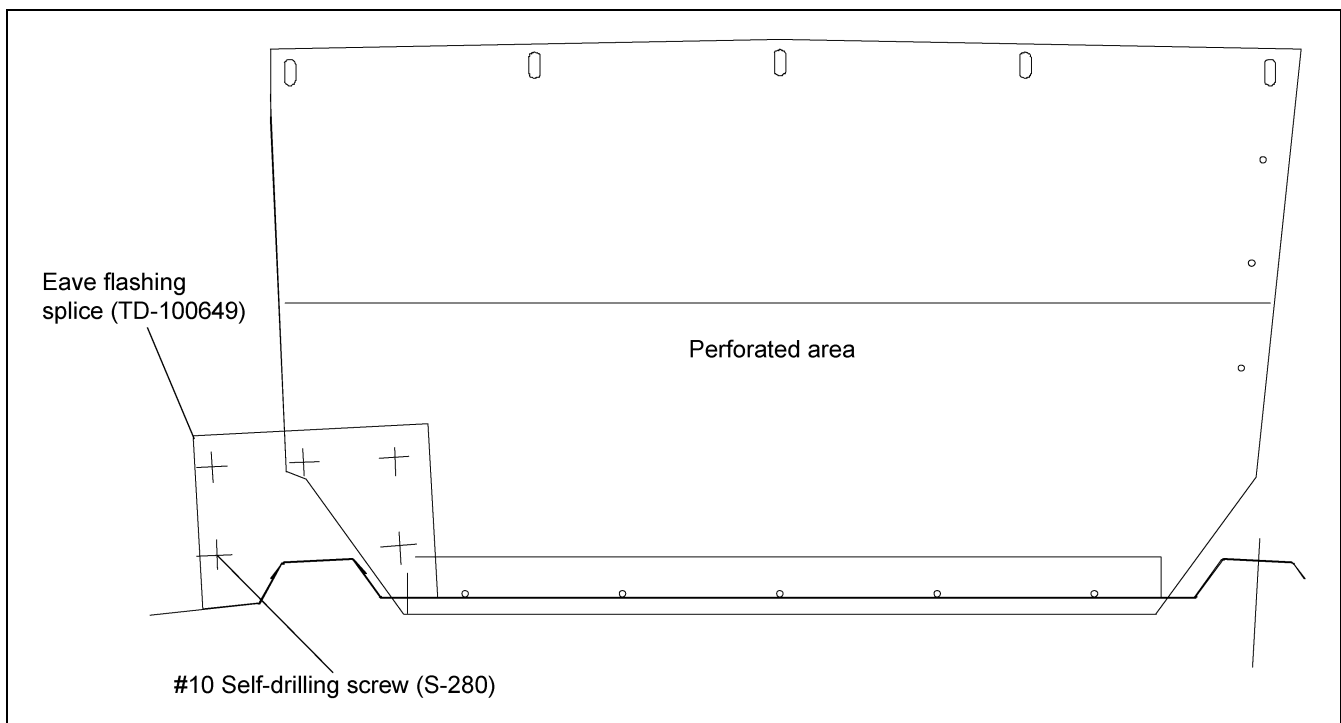 Eave flashing
splice (TD-100649)
Perforated area
#10 Self-drilling screw (S-280)